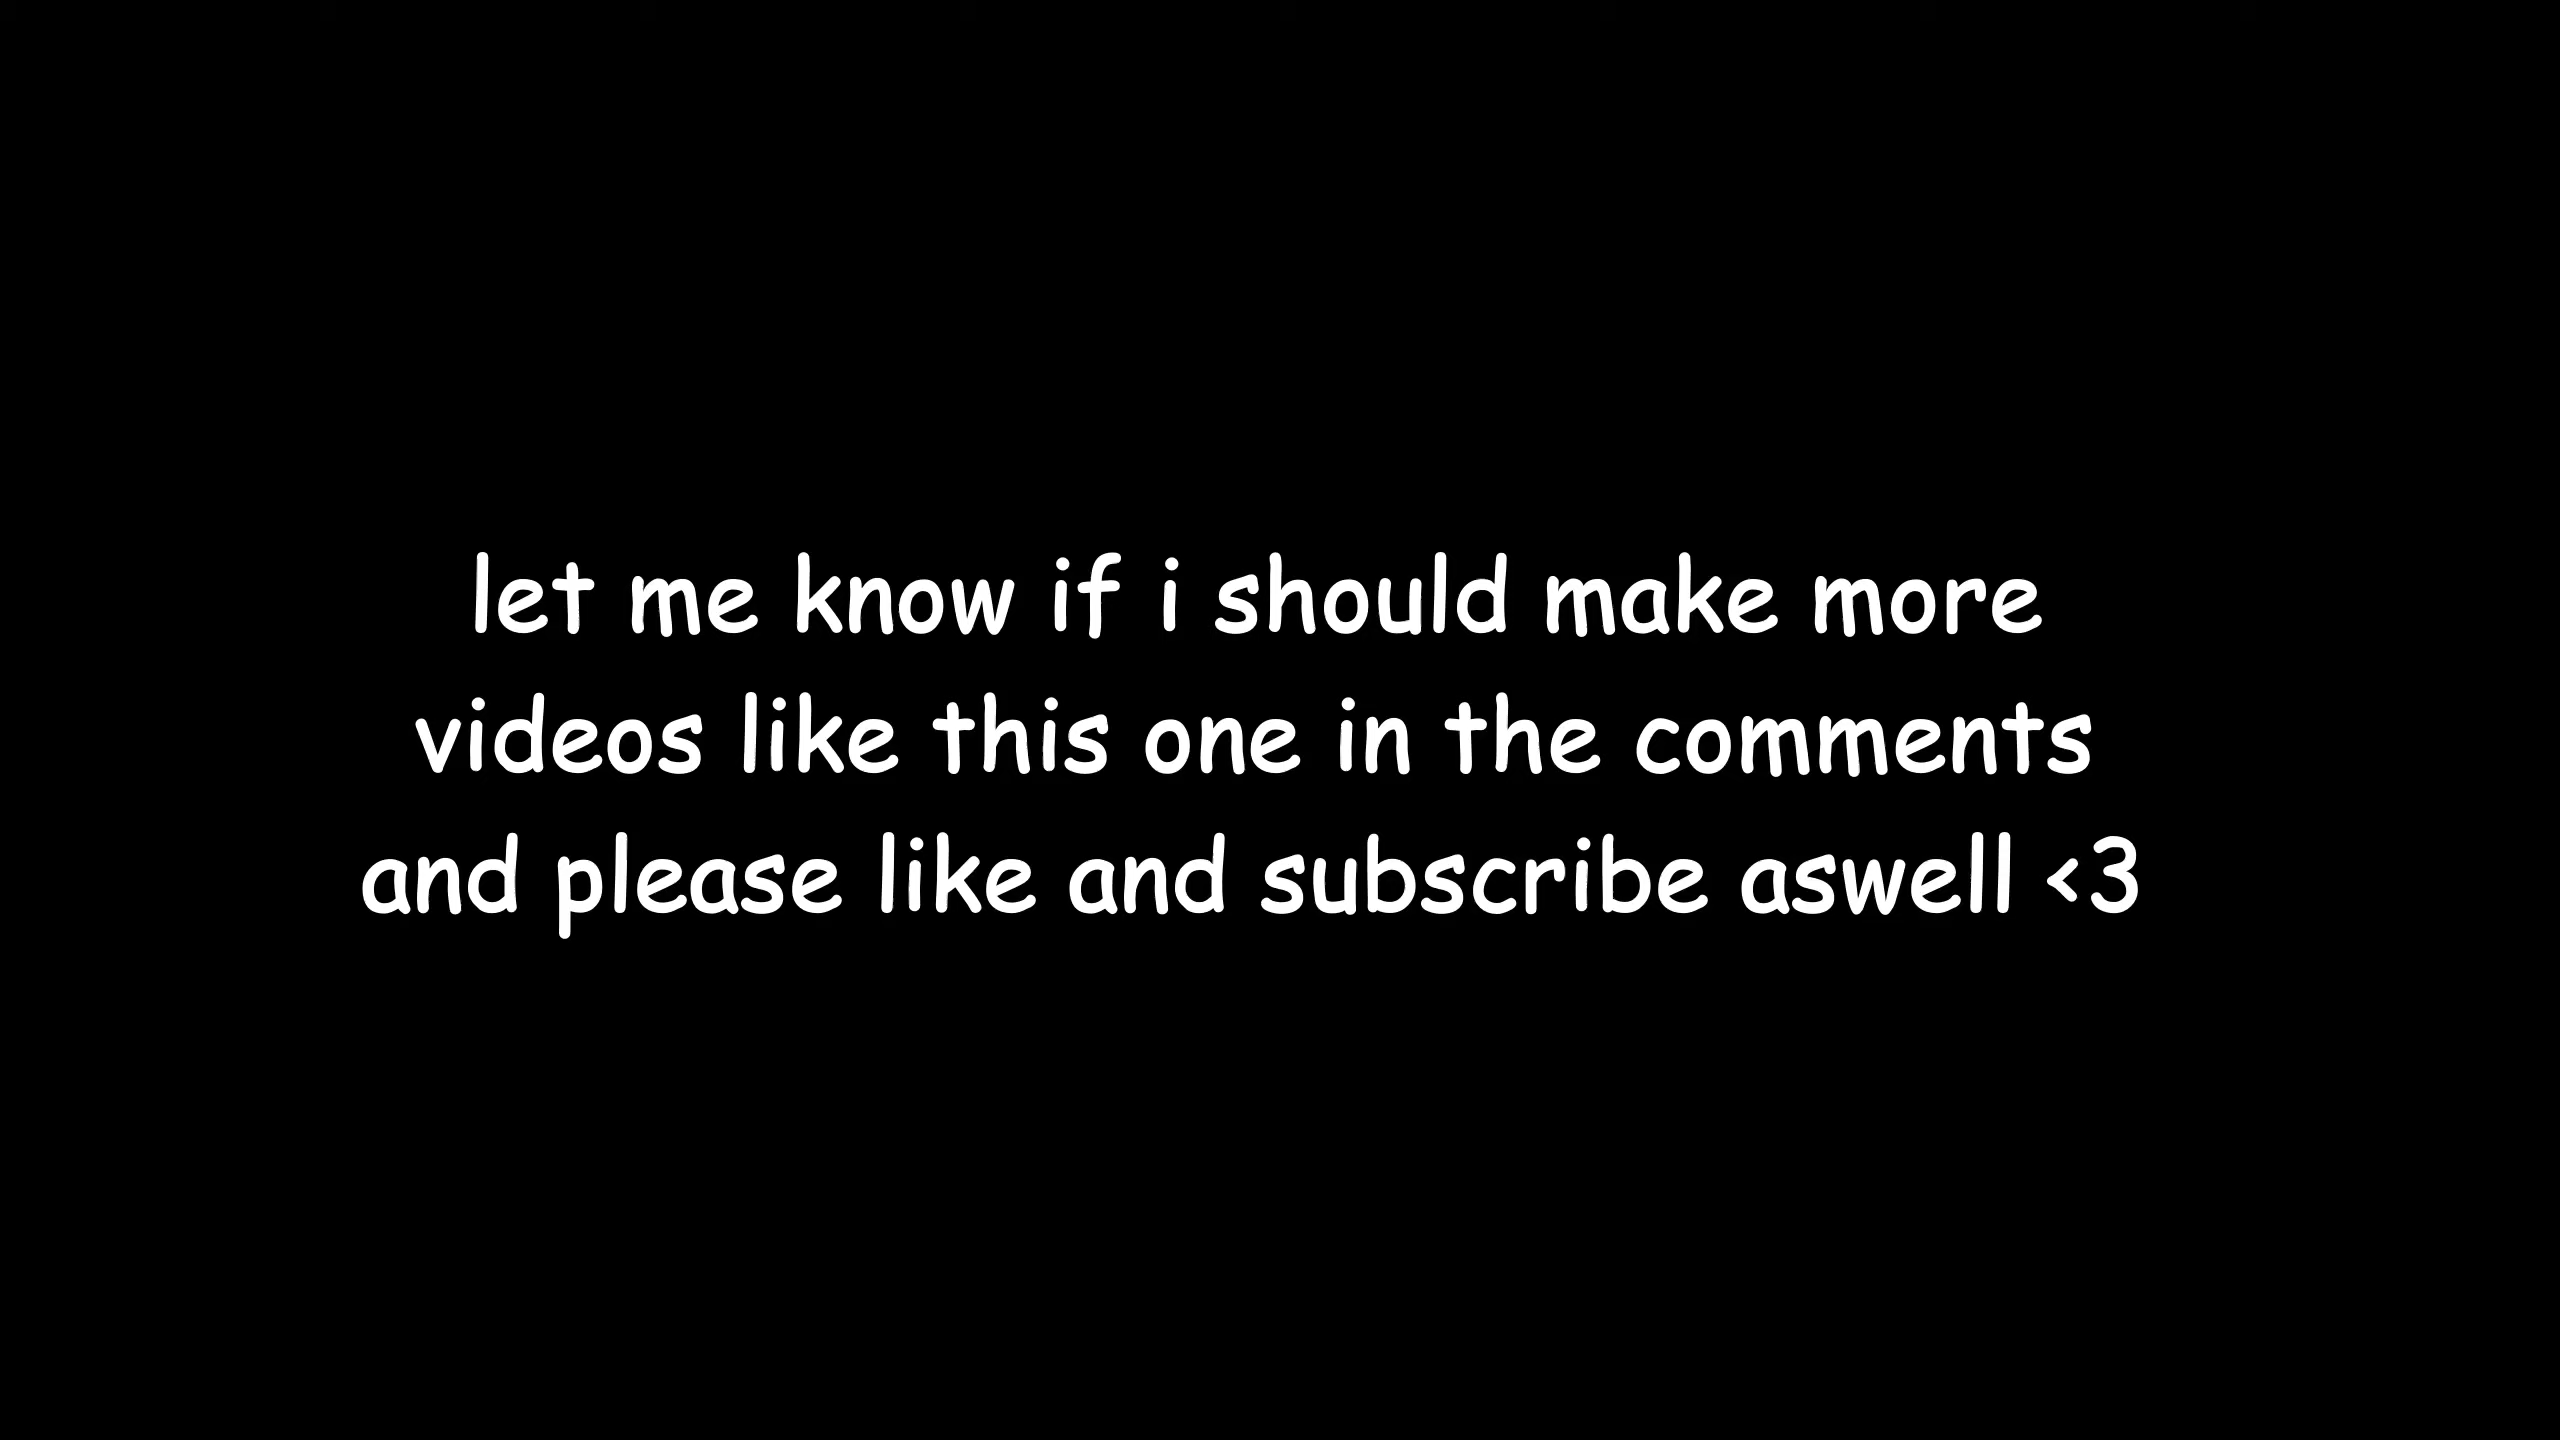 let me know if i should make more
videos like this one in the comments
and please like and subscribe aswell <3